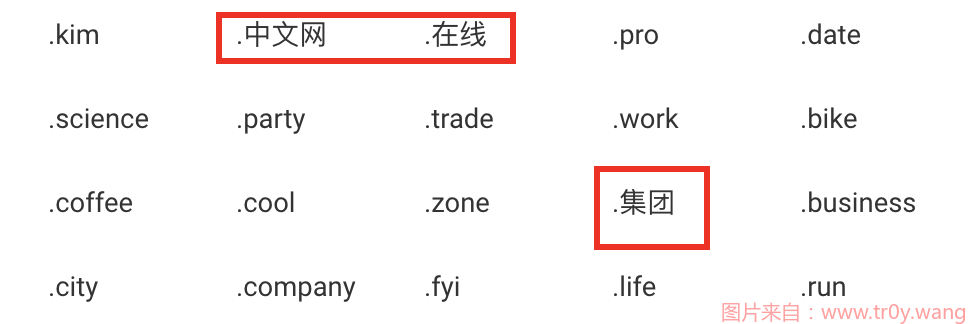 .kim .中文网 .在线 .pro .date
.science .party .trade .work .bike
.coffee .cool .zone .集团 .business
.city .company .fyi .life .run
图片来自：www.tr0y.wang